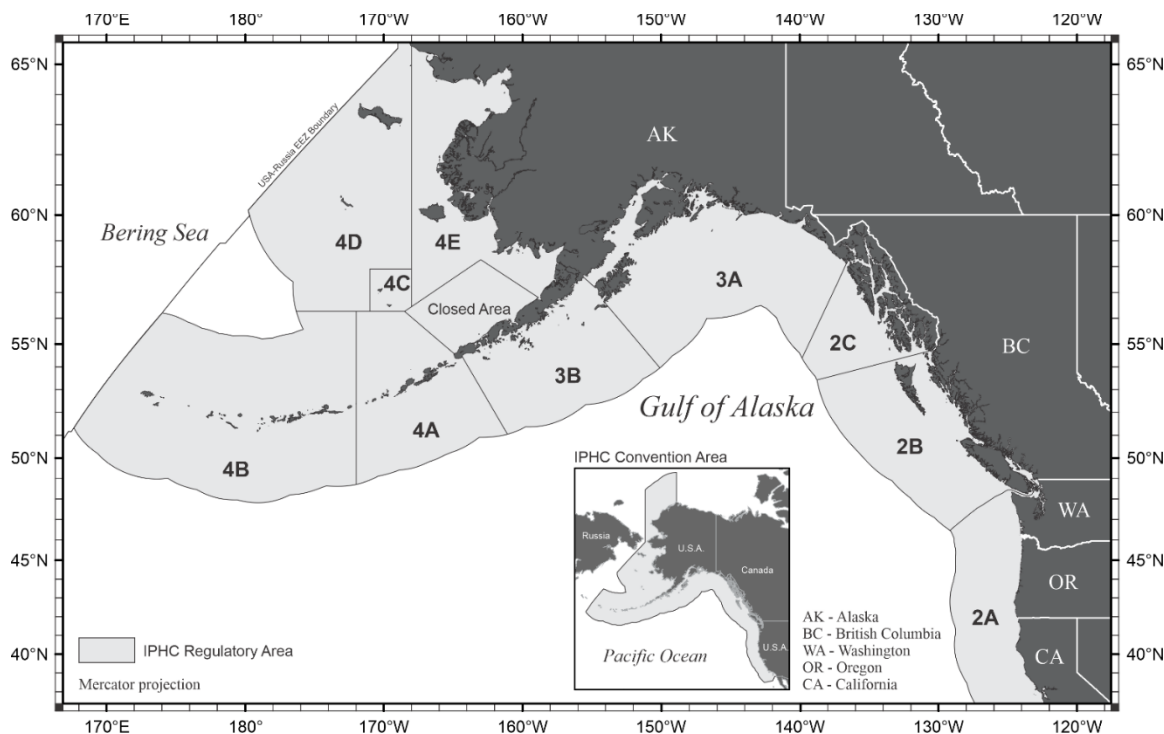 170°E 180° 170°W 160°W 150°W 140°W 130°W 120°W
65°N 65°N
USA-Russia EEZ Boundary
AK
60°N 60°N
Bering Sea
4D 4E
4C
3A
Closed Area
55°N 55°N
2C
BC
3B
Gulf of Alaska
4A
2B
4B
50°N 50°N
IPHC Convention Area
WA
Russia
U.S.A.
Canada
45°N 45°N
OR
2A
AK - Alaska
BC - British Columbia
WA - Washington
OR - Oregon
CA - California
IPHC Regulatory Area
Pacific Ocean
U.S.A.
CA
40°N 40°N
Mercator projection
170°E 180° 170°W 160°W 150°W 140°W 130°W 120°W